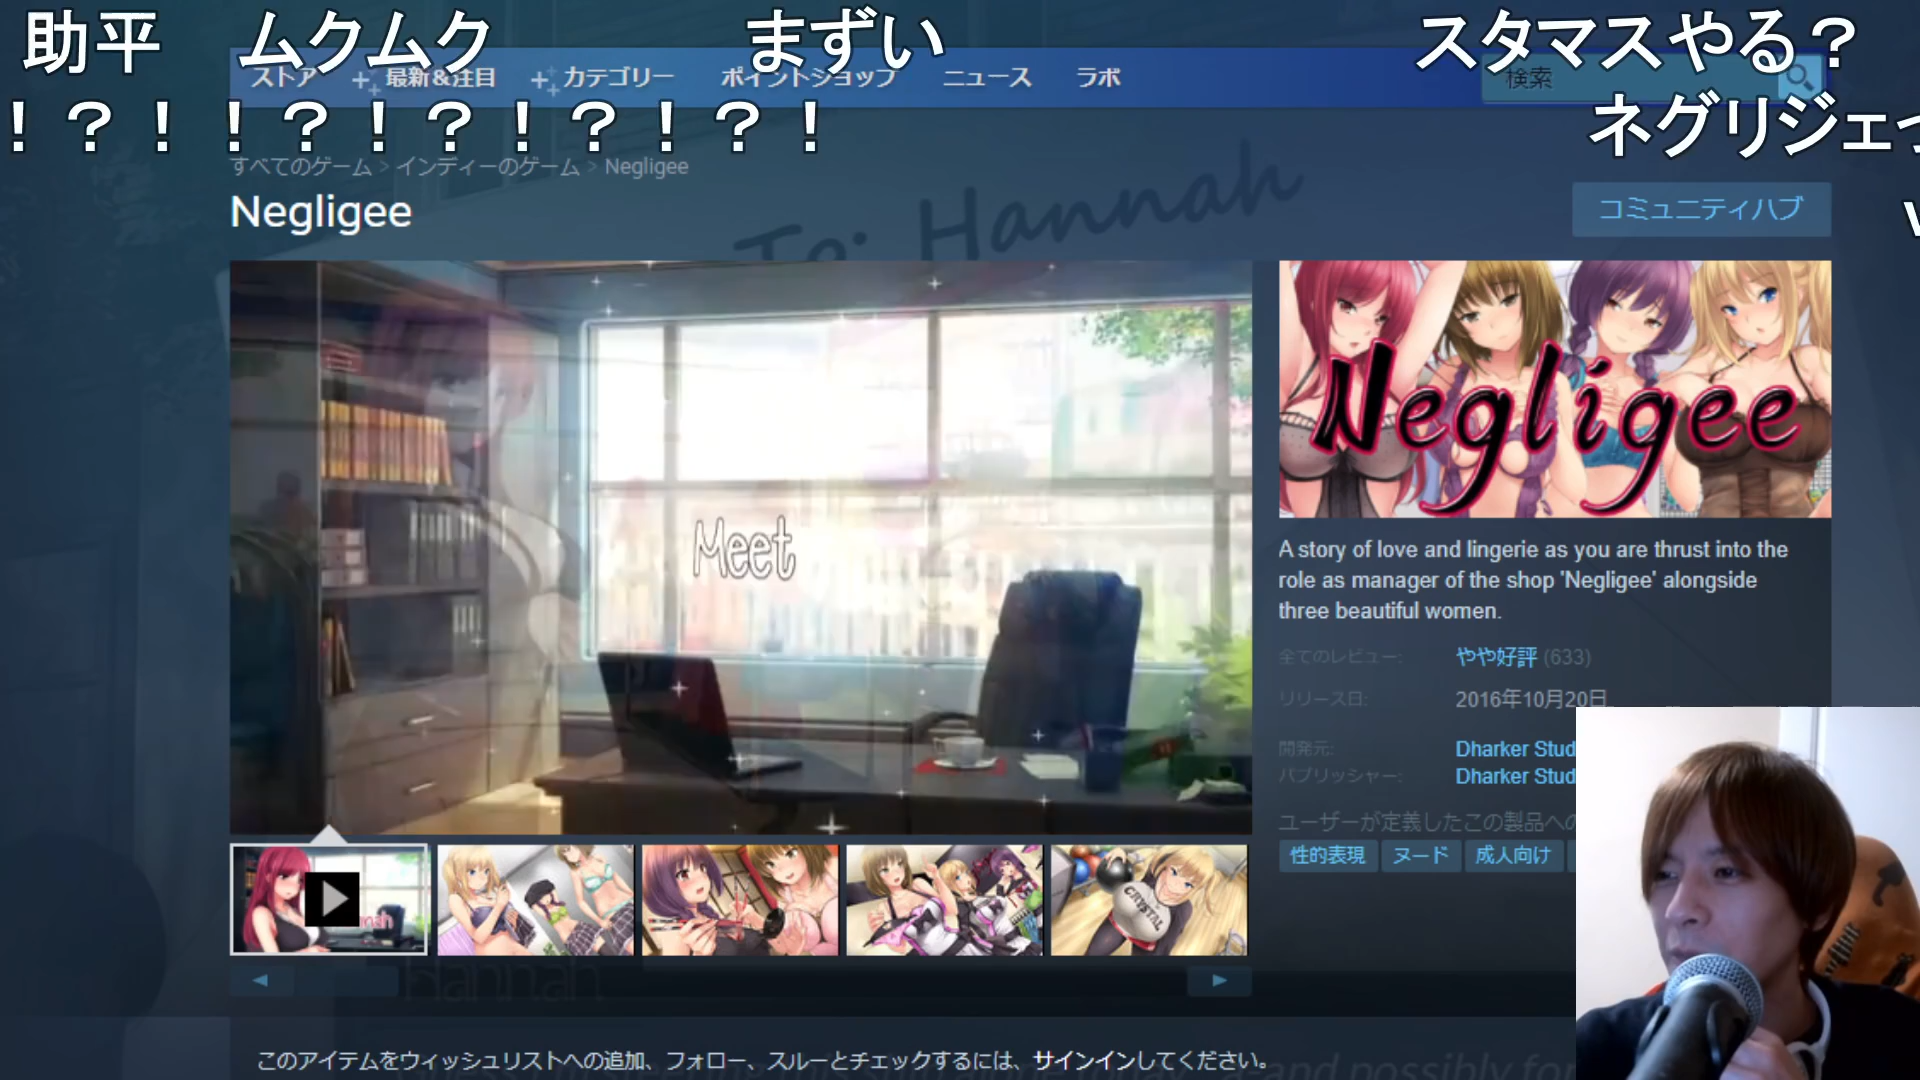 助平 ムクムク まずい スタマスやる？
ストア 最新&注目 カテゴリー ポイントショップ ニュース ラボ 検索
！？！！？！？！？！？！
ネグリジェっ
すべてのゲーム > インディーのゲーム > Negligee
To: Hannah
Negligee
コミュニティハブ
Meet
Negligee
A story of love and lingerie as you are thrust into the
role as manager of the shop 'Negligee' alongside
three beautiful women.
全てのレビュー: やや好評 (633)
リリース日: 2016年10月20日
開発元: Dharker Stud
パブリッシャー: Dharker Stud
ユーザーが定義したこの製品への
性的表現 ヌード 成人向け
CRYSTAL
Hannah
このアイテムをウィッシュリストへの追加、フォロー、スルーとチェックするには、サインインしてください。
and possibly for